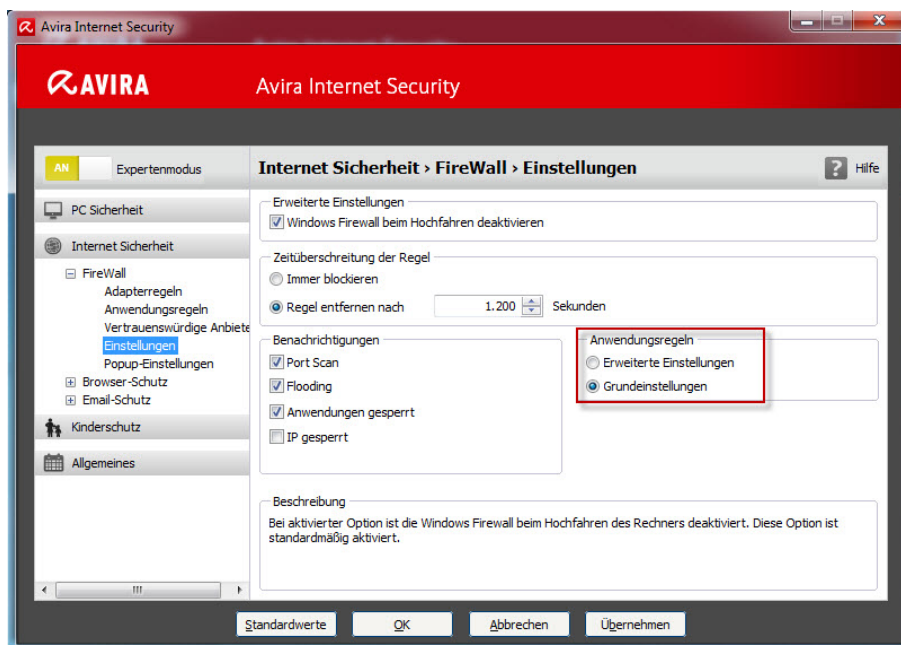 Avira Internet Security
AVIRA
Avira Internet Security
AN
Expertenmodus
Internet Sicherheit › FireWall › Einstellungen
? Hilfe
PC Sicherheit
Internet Sicherheit
FireWall
Adapterregeln
Anwendungsregeln
Vertrauenswürdige Anbiete
Einstellungen
Popup-Einstellungen
Browser-Schutz
Email-Schutz
Kinderschutz
Allgemeines
Erweiterte Einstellungen
Windows Firewall beim Hochfahren deaktivieren
Zeitüberschreitung der Regel
Immer blockieren
Regel entfernen nach 1.200 Sekunden
Benachrichtigungen
Port Scan
Flooding
Anwendungen gesperrt
IP gesperrt
Anwendungsregeln
Erweiterte Einstellungen
Grundeinstellungen
Beschreibung
Bei aktivierter Option ist die Windows Firewall beim Hochfahren des Rechners deaktiviert. Diese Option ist
standardmäßig aktiviert.
Standardwerte
OK
Abbrechen
Übernehmen